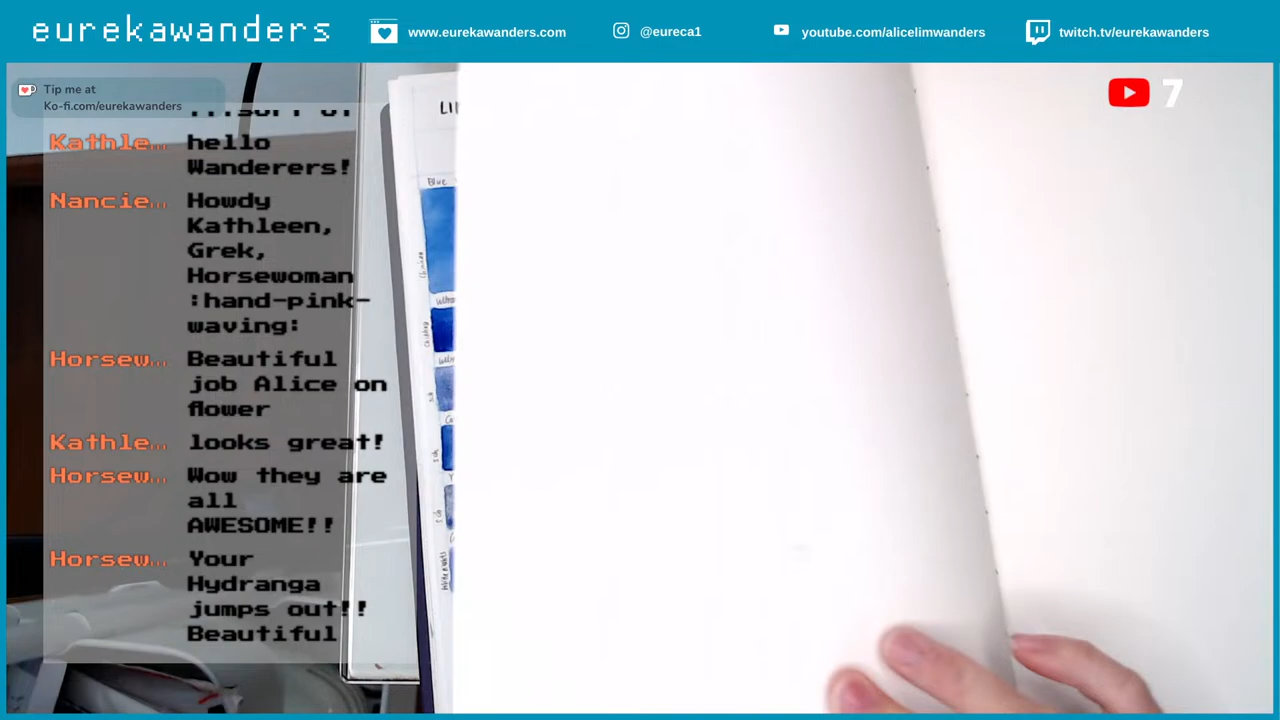 eurekawanders
www.eurekawanders.com
@eureca1
youtube.com/alicelimwanders
twitch.tv/eurekawanders
Tip me at
Ko-fi.com/eurekawanders
7
Kathle... hello
Wanderers!
Nancie... Howdy
Kathleen,
Grek,
Horsewoman
:hand-pink-
waving:
Horsew... Beautiful
job Alice on
flower
Kathle... looks great!
Horsew... Wow they are
all
AWESOME!!
Horsew... Your
Hydranga
jumps out!!
Beautiful
Blue